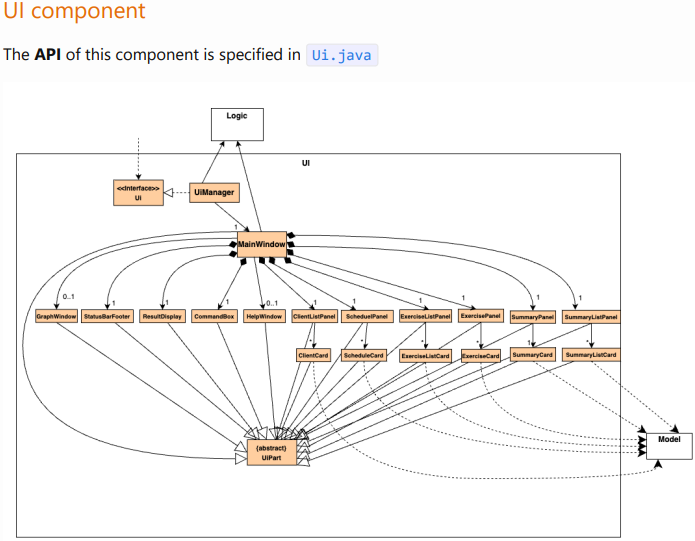 UI component
The API of this component is specified in Ui.java
Logic
UI
<<Interface>>
Ui
UiManager
1
MainWindow
0..1
1
1
1
0..1
1
1
1
1
1
1
GraphWindow
StatusBarFooter
ResultDisplay
CommandBox
HelpWindow
ClientListPanel
ScheduelPanel
ExerciseListPanel
ExercisePanel
SummaryPanel
SummaryListPanel
*
*
*
*
1
*
ClientCard
ScheduleCard
ExerciseListCard
ExerciseCard
SummaryCard
SummaryListCard
{abstract}
UiPart
Model